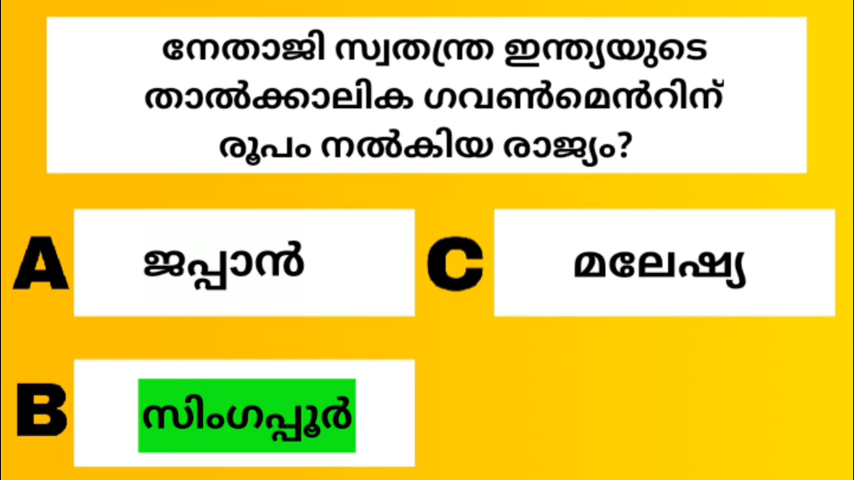 നേതാജി സ്വതന്ത്ര ഇന്ത്യയുടെ
താൽക്കാലിക ഗവൺമെൻറിന്
രൂപം നൽകിയ രാജ്യം?
A ജപ്പാൻ
C മലേഷ്യ
B സിംഗപ്പൂർ